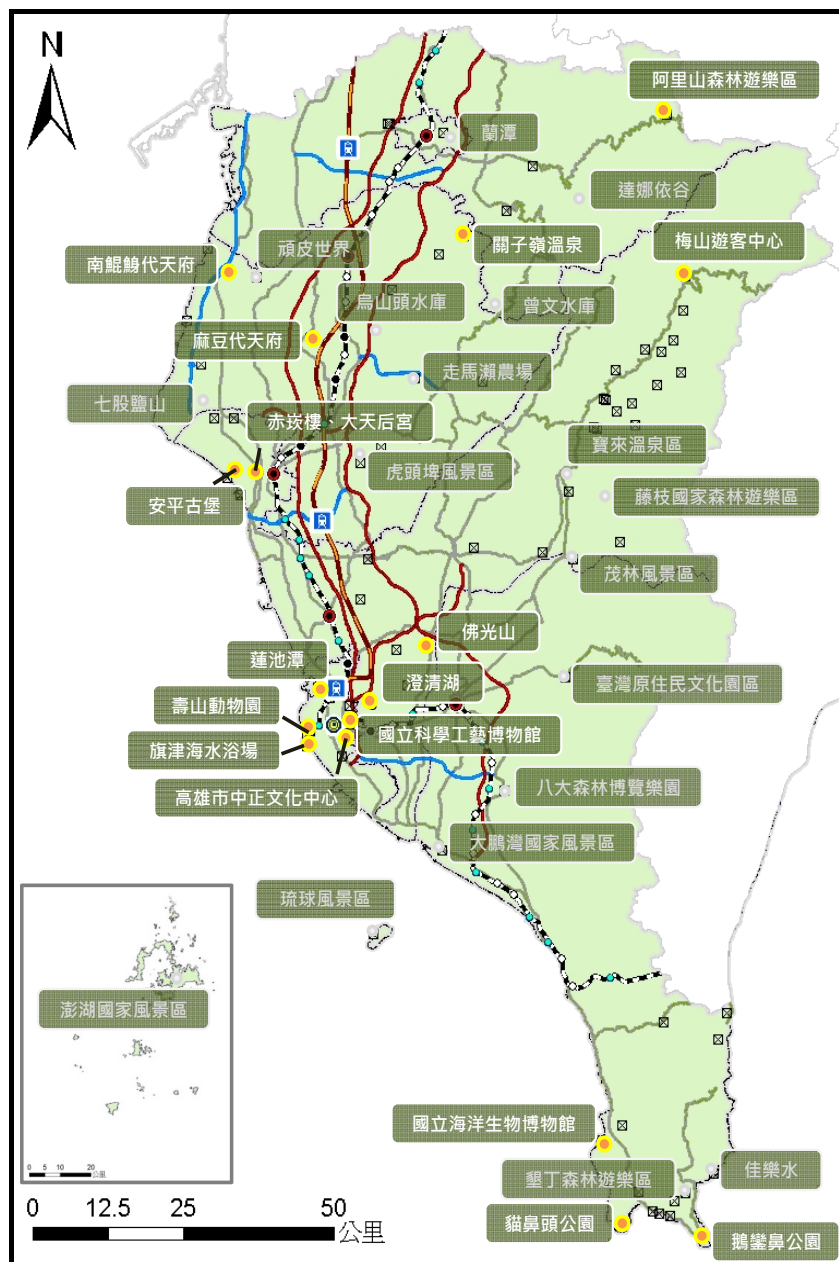 N
阿里山森林遊樂區
蘭潭
達娜依谷
關子嶺溫泉
梅山遊客中心
南鯤鯓代天府
頑皮世界
烏山頭水庫
曾文水庫
麻豆代天府
走馬瀨農場
七股鹽山
赤崁樓 大天后宮
寶來溫泉區
虎頭埤風景區
安平古堡
藤枝國家森林遊樂區
茂林風景區
佛光山
蓮池潭
澄清湖
臺灣原住民文化園區
壽山動物園
國立科學工藝博物館
旗津海水浴場
高雄市中正文化中心
八大森林博覽樂園
大鵬灣國家風景區
琉球風景區
澎湖國家風景區
國立海洋生物博物館
墾丁森林遊樂區
佳樂水
貓鼻頭公園
鵝鑾鼻公園
0 5 10 20
公里
0 12.5 25 50
公里